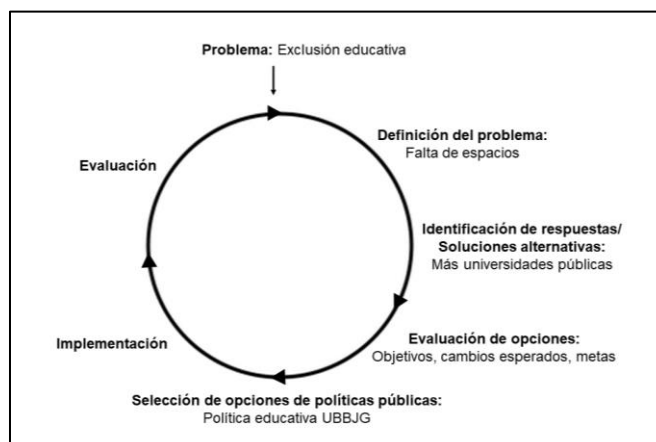 Problema: Exclusión educativa
Definición del problema:
Falta de espacios
Identificación de respuestas/
Soluciones alternativas:
Más universidades públicas
Evaluación de opciones:
Objetivos, cambios esperados, metas
Selección de opciones de políticas públicas:
Política educativa UBBJG
Implementación
Evaluación